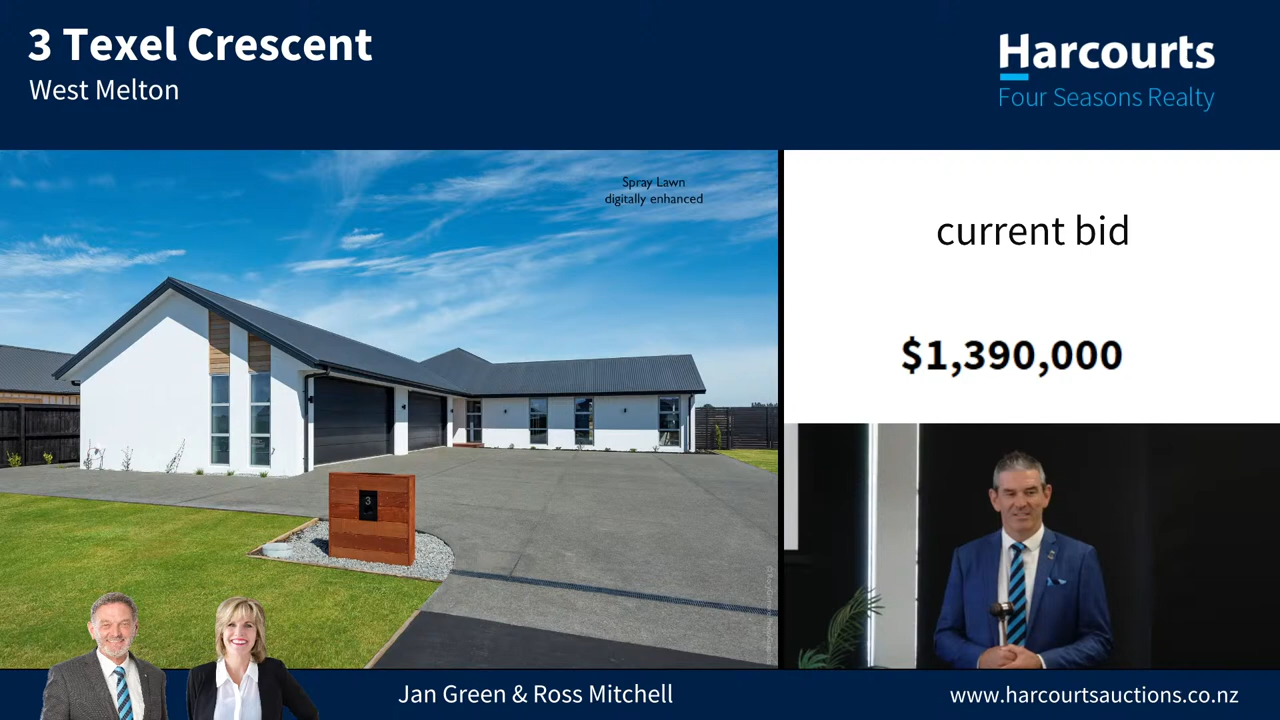 3 Texel Crescent
West Melton
Harcourts
Four Seasons Realty
Spray Lawn
digitally enhanced
current bid
$1,390,000
3
Jan Green & Ross Mitchell
www.harcourtsauctions.co.nz